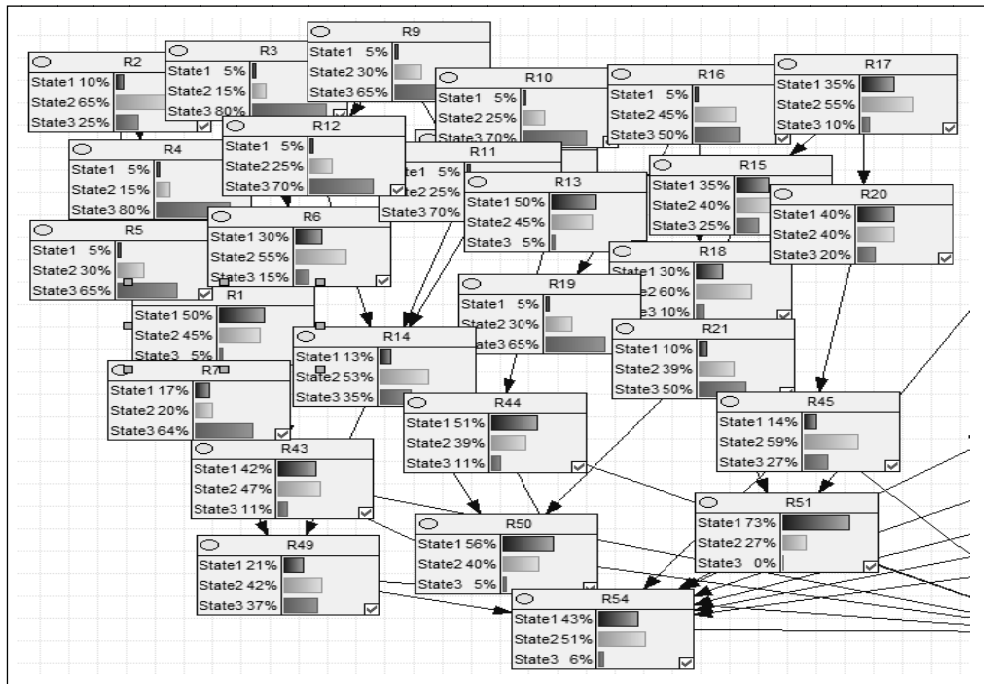 R2
State1 10%
State2 65%
State3 25%
R3
State1 5%
State2 15%
State3 80%
R9
State1 5%
State2 30%
State3 65%
R10
State1 5%
State2 25%
State3 70%
R16
State1 5%
State2 45%
State3 50%
R17
State1 35%
State2 55%
State3 10%
R4
State1 5%
State2 15%
State3 80%
R12
State1 5%
State2 25%
State3 70%
R11
5%
State2 25%
State3 70%
R13
State1 50%
State2 45%
State3 5%
R15
State1 35%
State2 40%
State3 25%
R20
State1 40%
State2 40%
State3 20%
R5
State1 5%
State2 30%
State3 65%
R6
State1 30%
State2 55%
State3 15%
R18
State1 30%
State2 60%
State3 10%
R1
State1 50%
State2 45%
State3 5%
R19
State1 5%
State2 30%
State3 65%
R14
State1 13%
State2 53%
State3 35%
R21
State1 10%
State2 39%
State3 50%
R7
State1 17%
State2 20%
State3 64%
R44
State1 51%
State2 39%
State3 11%
R45
State1 14%
State2 59%
State3 27%
R43
State1 42%
State2 47%
State3 11%
R51
State1 73%
State2 27%
State3 0%
R50
State1 56%
State2 40%
State3 5%
R49
State1 21%
State2 42%
State3 37%
R54
State1 43%
State2 51%
State3 6%